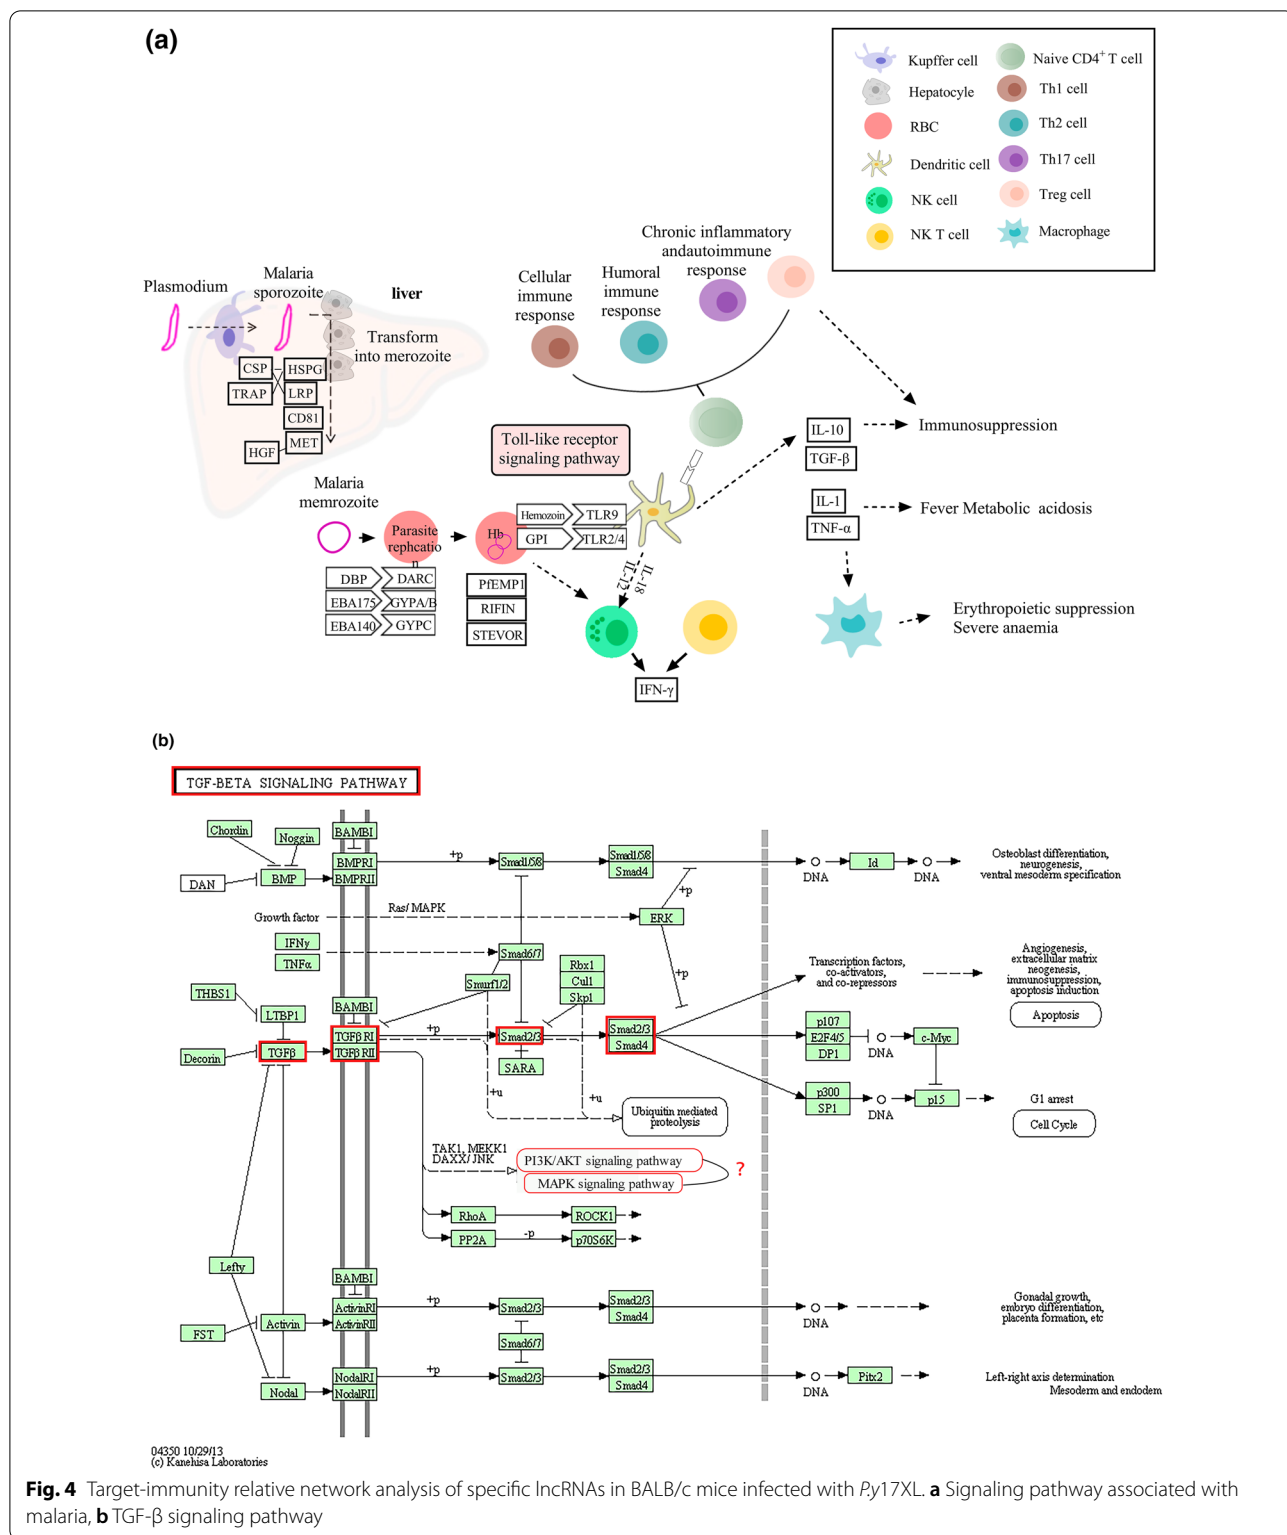 (a)
Kupffer cell
Naive CD4+ T cell
Hepatocyte
Th1 cell
RBC
Th2 cell
Dendritic cell
Th17 cell
NK cell
Treg cell
NK T cell
Macrophage
Chronic inflammatory
andautoimmune
response
Humoral
immune
response
Cellular
immune
response
Plasmodium
Malaria
sporozoite
liver
Transform
into merozoite
CSP
HSPG
TRAP
LRP
CD81
MET
HGF
Toll-like receptor
signaling pathway
IL-10
TGF-β
Immunosuppression
IL-1
TNF-α
Fever Metabolic acidosis
Malaria
memrozoite
Parasite
rephcatio
n
Hb
Hemozoin
TLR9
GPI
TLR2/4
IL-18
IL-12
DBP
DARC
EBA175
GYPA/B
EBA140
GYPC
PfEMP1
RIFIN
STEVOR
IFN-γ
Erythropoietic suppression
Severe anaemia
(b)
TGF-BETA SIGNALING PATHWAY
Chordin
Noggin
DAN
BMP
BAMBI
BMPRI
BMPRII
+p
Smad1/5/8
Smad1/5/8
Smad4
DNA
Id
DNA
Osteoblast differentiation,
neurogenesis,
ventral mesoderm specification
Growth factor
Ras/ MAPK
ERK
+p
+p
IFNγ
TNFα
Smad6/7
Smurf1/2
Rbx1
Cul1
Skp1
Transcription factors,
co-activators,
and co-repressors
Angiogenesis,
extracellular matrix
neogenesis,
immunosuppression,
apoptosis induction
Apoptosis
THBS1
LTBP1
Decorin
TGFβ
BAMBI
TGFβ RI
TGFβ RII
+p
Smad2/3
SARA
Smad2/3
Smad4
p107
E2F4/5
DP1
DNA
c-Myc
p300
SP1
DNA
p15
G1 arrest
Cell Cycle
+u
+u
Ubiquitin mediated
proteolysis
TAK1, MEKK1
DAXX/ JNK
PI3K/AKT signaling pathway
MAPK signaling pathway
?
RhoA
ROCK1
PP2A
-p
p70S6K
Lefty
FST
Activin
Nodal
BAMBI
ActivinRI
ActivinRII
+p
Smad2/3
Smad2/3
Smad4
DNA
Gonadal growth,
embryo differentiation,
placenta formation, etc
Smad6/7
NodalRI
NodalRII
+p
Smad2/3
Smad2/3
Smad4
DNA
Pitx2
Left-right axis determination
Mesoderm and endodem
04350 10/29/13
(c) Kanehisa Laboratories
Fig. 4 Target-immunity relative network analysis of specific lncRNAs in BALB/c mice infected with Py17XL. a Signaling pathway associated with
malaria, b TGF-β signaling pathway